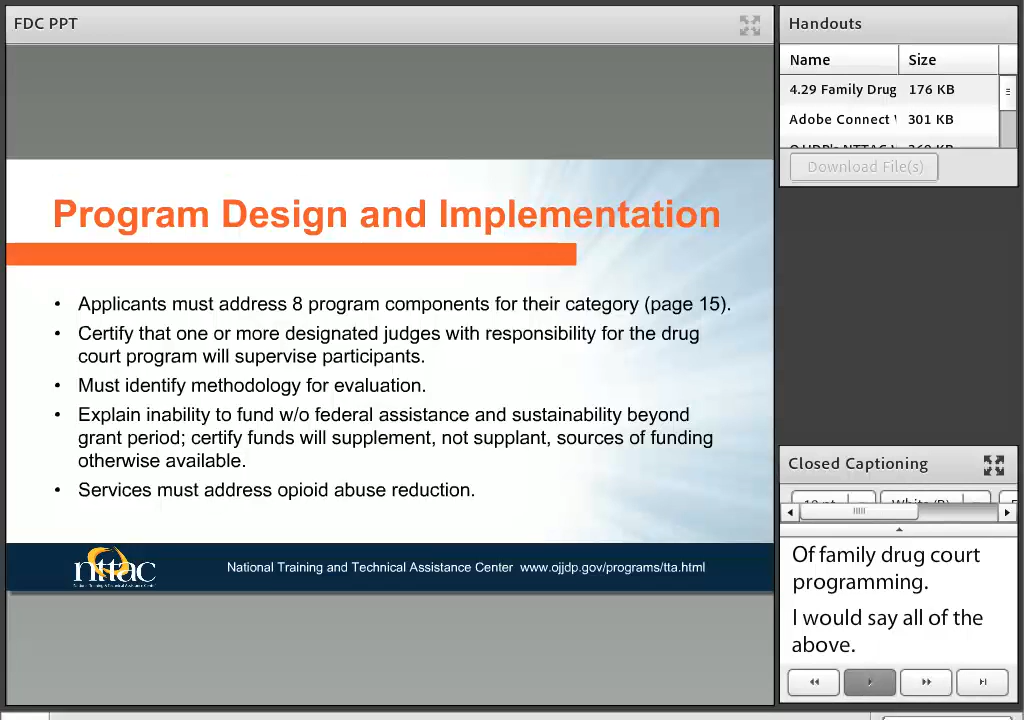 FDC PPT
Program Design and Implementation
• Applicants must address 8 program components for their category (page 15).
• Certify that one or more designated judges with responsibility for the drug
court program will supervise participants.
• Must identify methodology for evaluation.
• Explain inability to fund w/o federal assistance and sustainability beyond
grant period; certify funds will supplement, not supplant, sources of funding
otherwise available.
• Services must address opioid abuse reduction.
nttac
National Training and Technical Assistance Center www.ojjdp.gov/programs/tta.html
Handouts
Name Size
4.29 Family Drug 176 KB
Adobe Connect 301 KB
Download File(s)
Closed Captioning
Of family drug court
programming.
I would say all of the
above.